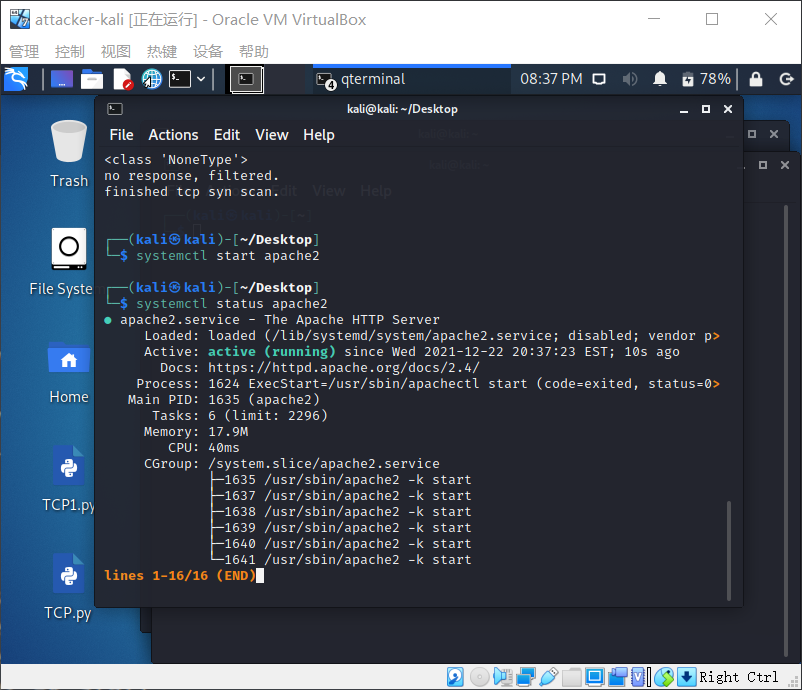 attacker-kali [正在运行] - Oracle VM VirtualBox
管理 控制 视图 热键 设备 帮助
4 qterminal 08:37 PM 78%
kali@kali: ~/Desktop
File Actions Edit View Help
<class 'NoneType'>
no response, filtered.
finished tcp syn scan.
┌──(kali㉿kali)-[~/Desktop]
└─$ systemctl start apache2
┌──(kali㉿kali)-[~/Desktop]
└─$ systemctl status apache2
● apache2.service - The Apache HTTP Server
Loaded: loaded (/lib/systemd/system/apache2.service; disabled; vendor p>
Active: active (running) since Wed 2021-12-22 20:37:23 EST; 10s ago
Docs: https://httpd.apache.org/docs/2.4/
Process: 1624 ExecStart=/usr/sbin/apachectl start (code=exited, status=0>
Main PID: 1635 (apache2)
Tasks: 6 (limit: 2296)
Memory: 17.9M
CPU: 40ms
CGroup: /system.slice/apache2.service
├─1635 /usr/sbin/apache2 -k start
├─1637 /usr/sbin/apache2 -k start
├─1638 /usr/sbin/apache2 -k start
├─1639 /usr/sbin/apache2 -k start
├─1640 /usr/sbin/apache2 -k start
└─1641 /usr/sbin/apache2 -k start
lines 1-16/16 (END)
Trash
File Syste
Home
TCP1.py
TCP.py
Right Ctrl